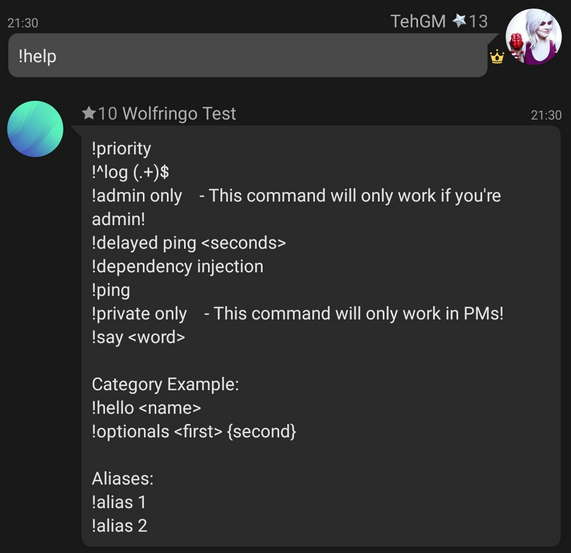 21:30
TehGM ★13
!help
★10 Wolfringo Test
21:30
!priority
!^log (.+)$
!admin only - This command will only work if you're
admin!
!delayed ping <seconds>
!dependency injection
!ping
!private only - This command will only work in PMs!
!say <word>

Category Example:
!hello <name>
!optionals <first> {second}

Aliases:
!alias 1
!alias 2